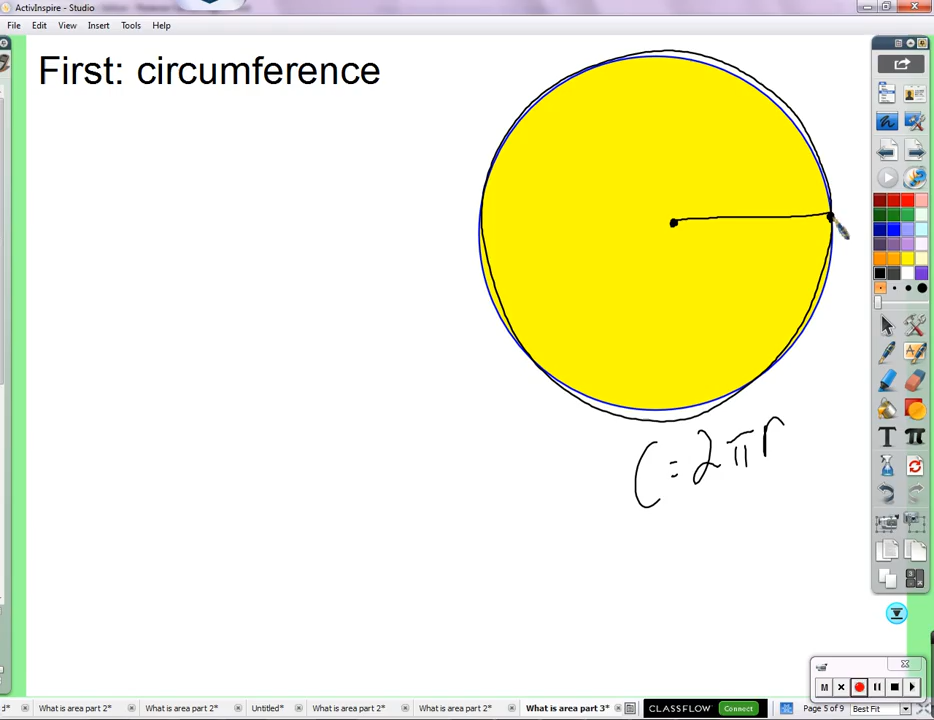 ActivInspire - Studio
File Edit View Insert Tools Help
First: circumference
C = 2πr
T π
d* What is area part 2* What is area part 2* Untitled* What is area part 2* What is area part 2* What is area part 3* CLASSFLOW Connect Page 5 of 9 Best Fit
M